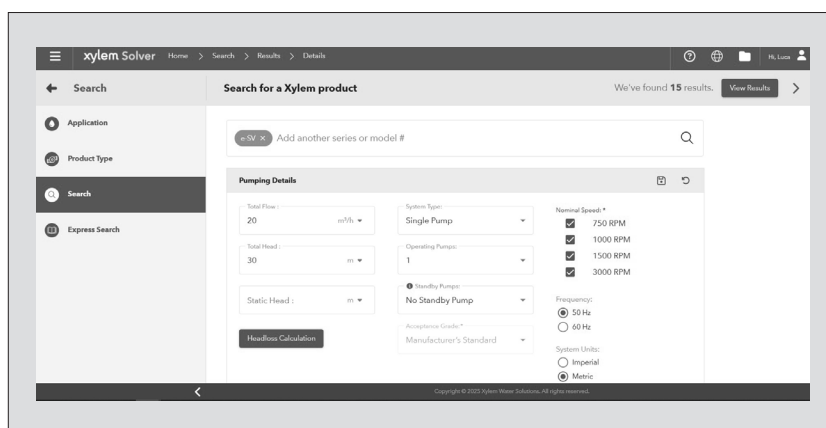 xylem Solver Home > Search > Results > Details Hi, Luca
Search
Search for a Xylem product
We've found 15 results.
View Results
Application
Product Type
Search
Express Search
e-SV × Add another series or model #
Pumping Details
Total Flow :
20 m³/h
Total Head :
30 m
Static Head : m
Headloss Calculation
System Type:
Single Pump
Operating Pumps:
1
Standby Pumps:
No Standby Pump
Acceptance Grade:*
Manufacturer's Standard
Nominal Speed: *
750 RPM
1000 RPM
1500 RPM
3000 RPM
Frequency:
50 Hz
60 Hz
System Units:
Imperial
Metric
Copyright © 2025 Xylem Water Solutions. All rights reserved.